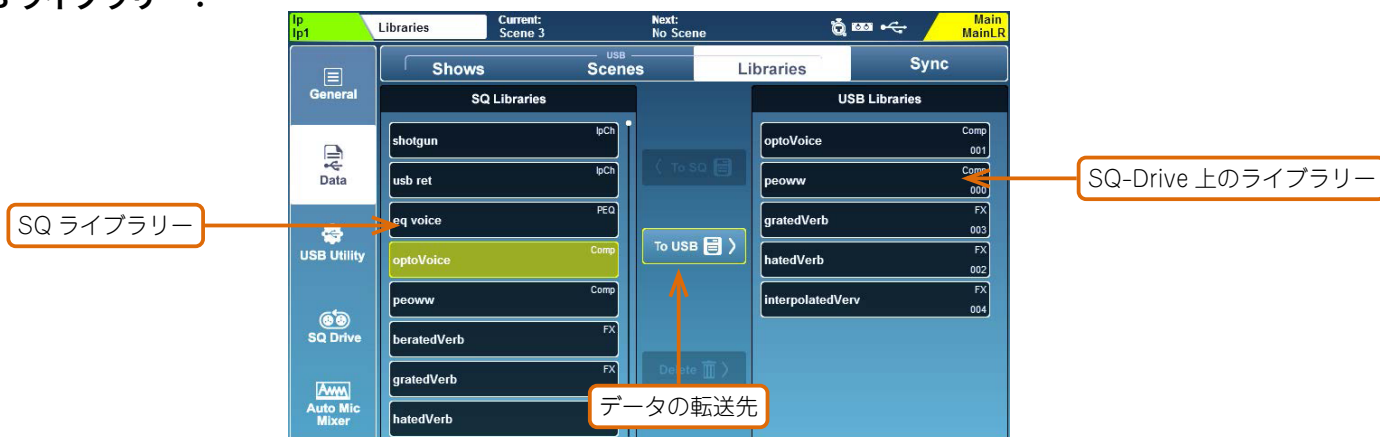 ライブラリー：
Ip
Ip1
Libraries
Current:
Scene 3
Next:
No Scene
Main
MainLR
USB
Shows
Scenes
Libraries
Sync
General
Data
USB Utility
SQ Drive
Auto Mic
Mixer
SQ Libraries
shotgun IpCh
usb ret IpCh
eq voice PEQ
optoVoice Comp
peoww Comp
beratedVerb FX
gratedVerb FX
hatedVerb
To SQ
To USB
Delete
USB Libraries
optoVoice Comp
001
peoww Comp
000
gratedVerb FX
003
hatedVerb FX
002
interpolatedVerv FX
004
SQ ライブラリー
データの転送先
SQ-Drive 上のライブラリー